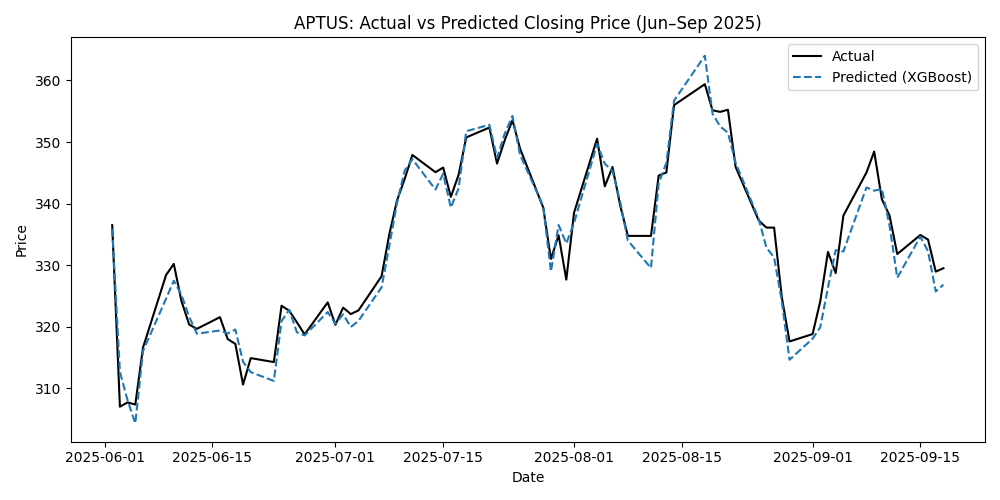 APTUS: Actual vs Predicted Closing Price (Jun–Sep 2025)
Actual
Predicted (XGBoost)
Price
360
350
340
330
320
310
2025-06-01 2025-06-15 2025-07-01 2025-07-15 2025-08-01 2025-08-15 2025-09-01 2025-09-15
Date